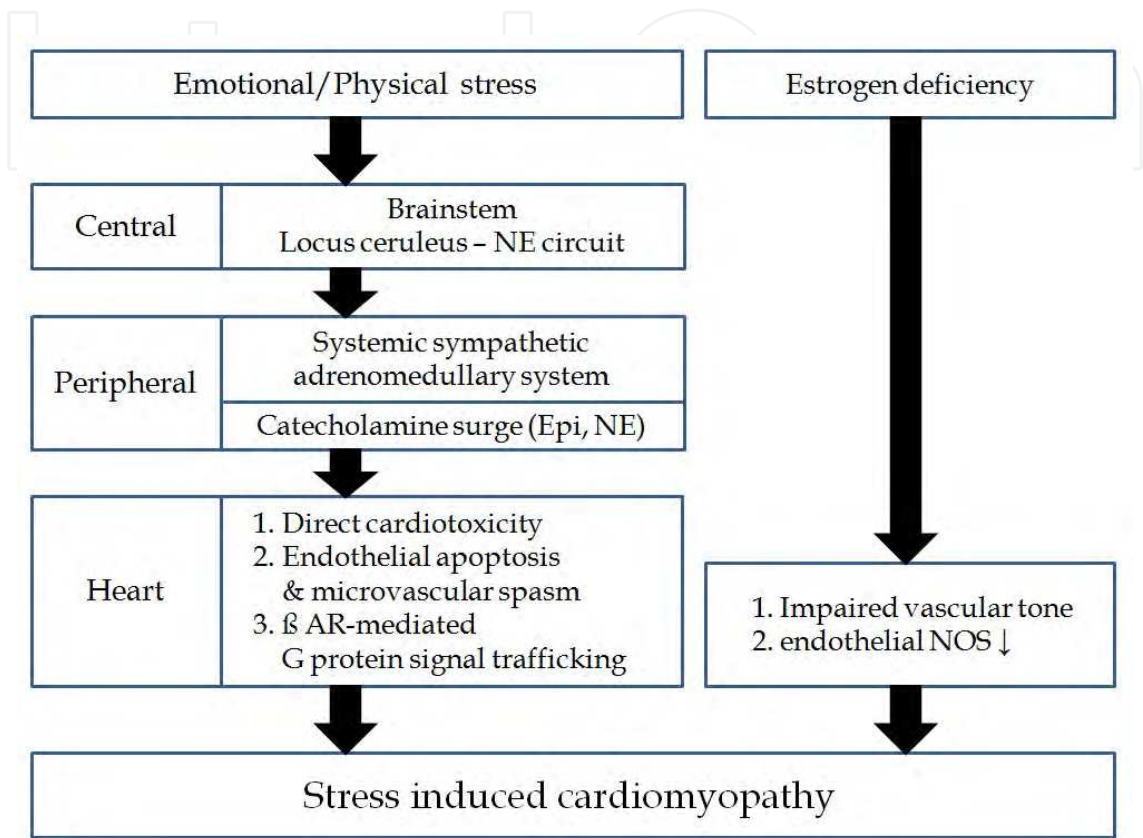 Emotional/Physical stress
Estrogen deficiency
Central
Brainstem
Locus ceruleus – NE circuit
Peripheral
Systemic sympathetic
adrenomedullary system
Catecholamine surge (Epi, NE)
Heart
1. Direct cardiotoxicity
2. Endothelial apoptosis
& microvascular spasm
3. ß AR-mediated
G protein signal trafficking
1. Impaired vascular tone
2. endothelial NOS ↓
Stress induced cardiomyopathy